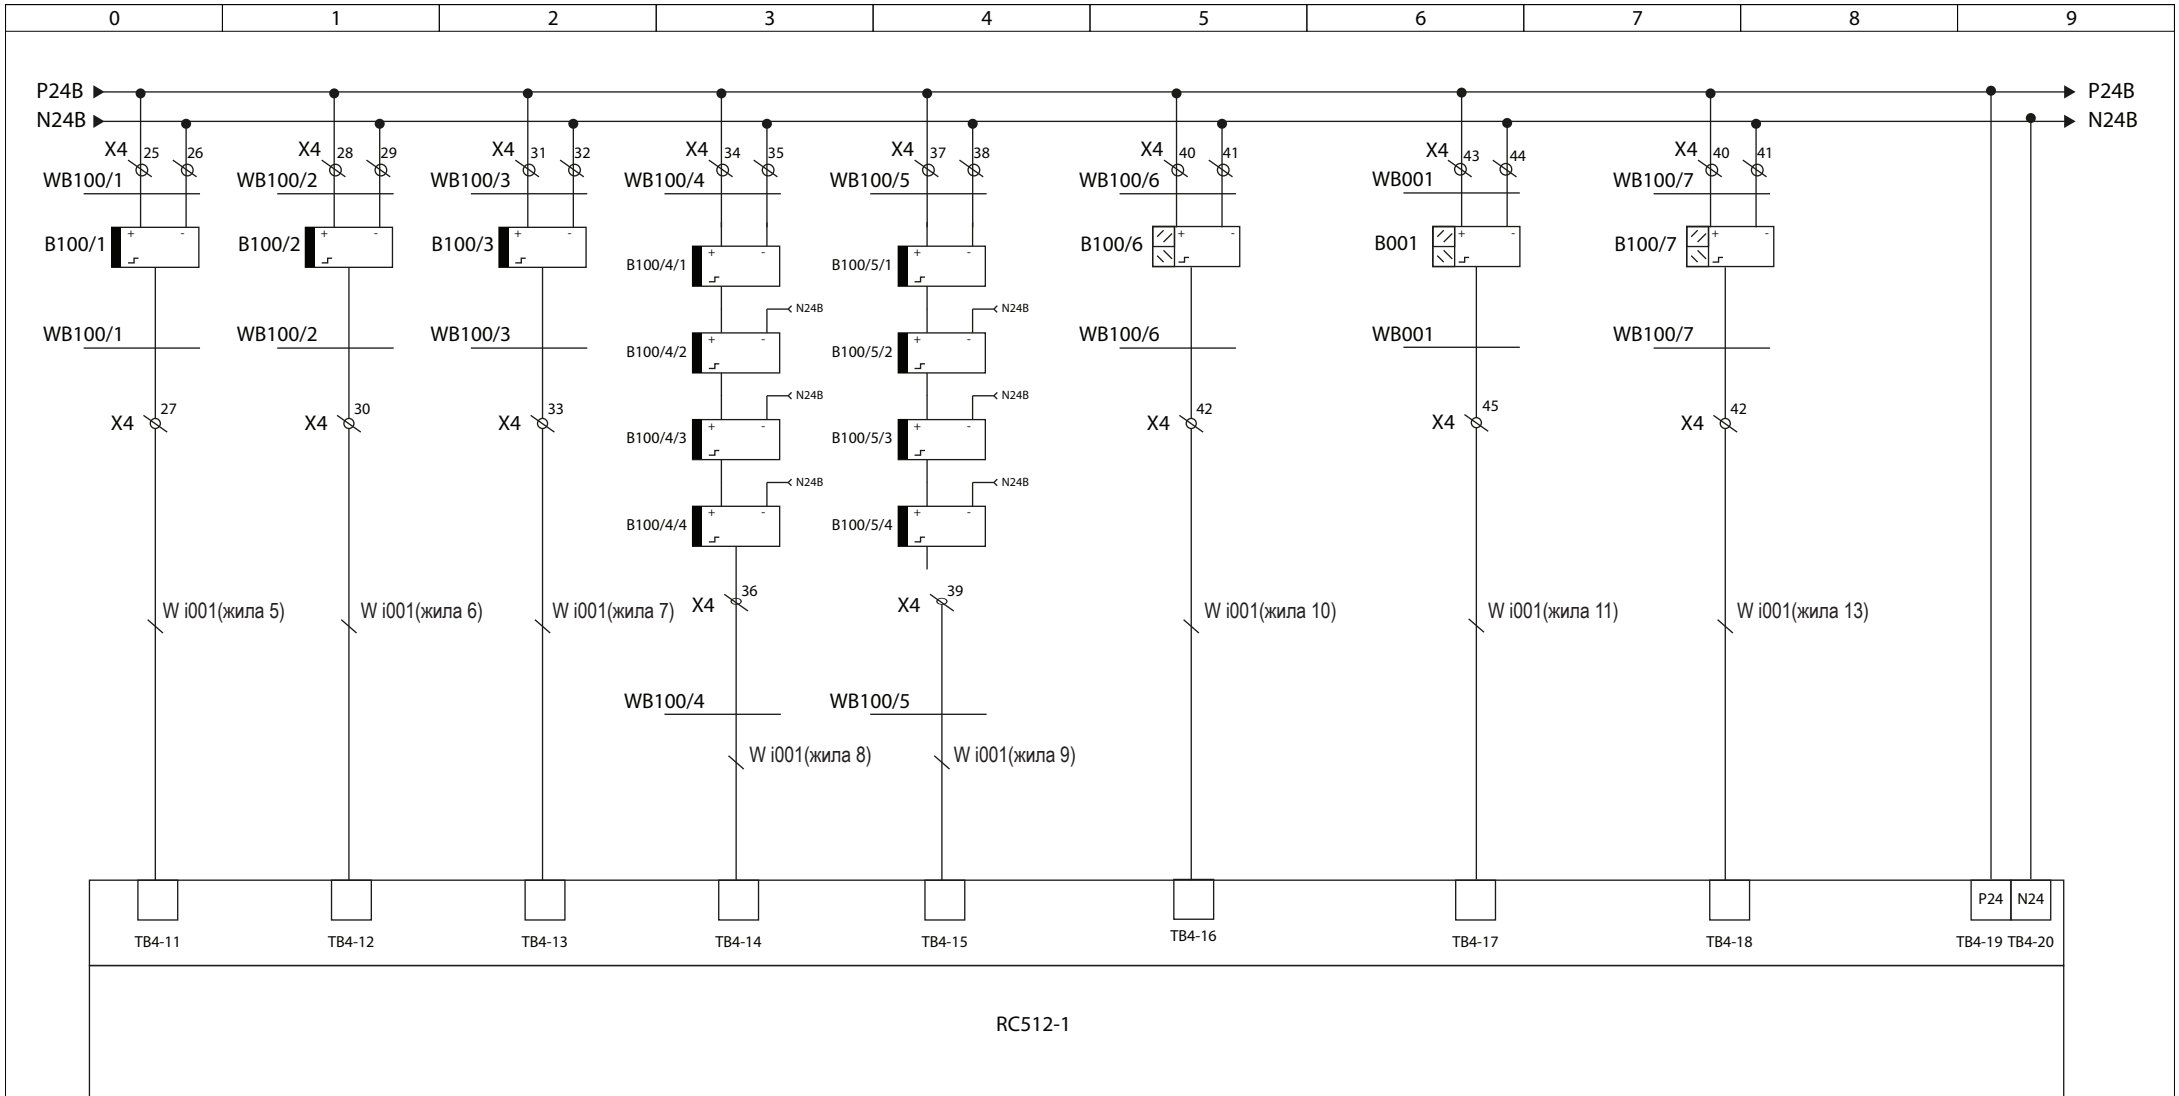 0 1 2 3 4 5 6 7 8 9
P24B P24B
N24B N24B
X4 25 26 X4 28 29 X4 31 32 X4 34 35 X4 37 38 X4 40 41 X4 43 44 X4 40 41
WB100/1 WB100/2 WB100/3 WB100/4 WB100/5 WB100/6 WB001 WB100/7
B100/1 + - B100/2 + - B100/3 + - B100/6 + - B001 + - B100/7 + -
B100/4/1 + - B100/5/1 + -
N24B N24B
WB100/1 WB100/2 WB100/3 WB100/6 WB001 WB100/7
B100/4/2 + - B100/5/2 + -
N24B N24B
X4 27 X4 30 X4 33 X4 42 X4 45 X4 42
B100/4/3 + - B100/5/3 + -
N24B N24B
B100/4/4 + - B100/5/4 + -
X4 36 X4 39
W i001(жила 5) W i001(жила 6) W i001(жила 7) W i001(жила 10) W i001(жила 11) W i001(жила 13)
WB100/4 WB100/5
W i001(жила 8) W i001(жила 9)
P24 N24
TB4-11 TB4-12 TB4-13 TB4-14 TB4-15 TB4-16 TB4-17 TB4-18 TB4-19 TB4-20
RC512-1